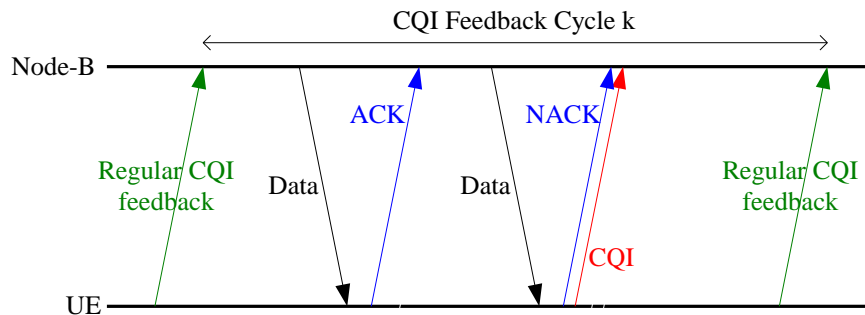 CQI Feedback Cycle k
Node-B
ACK
NACK
Regular CQI
feedback
Data
Data
Regular CQI
feedback
CQI
UE